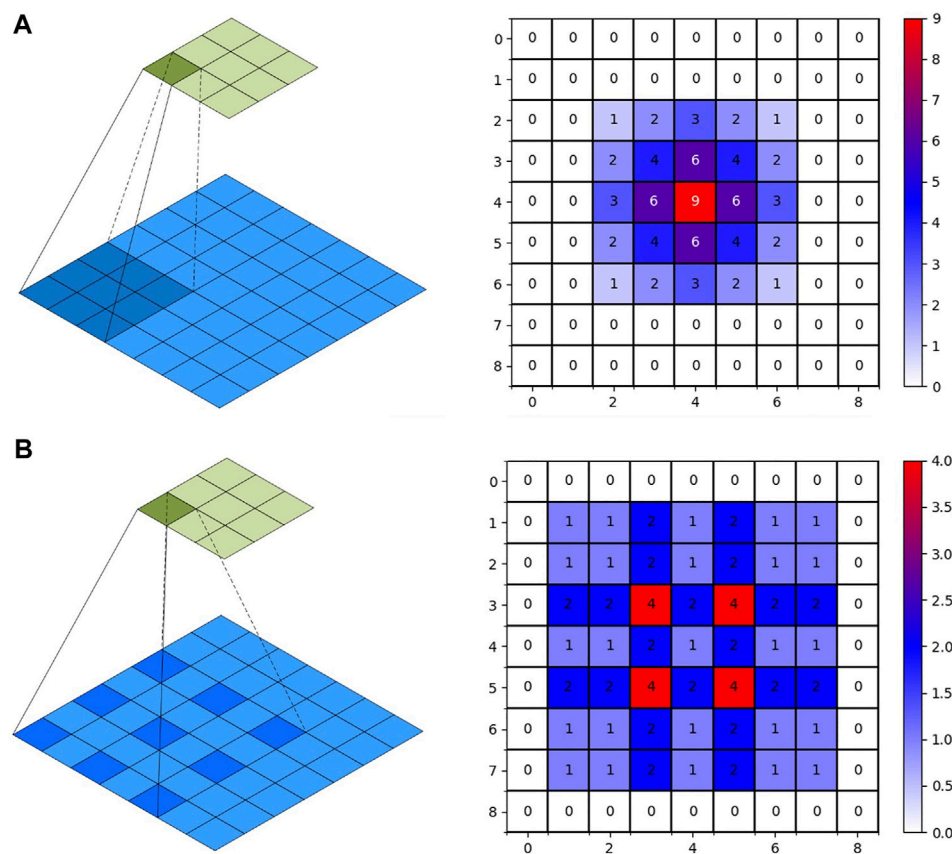 A
0 0 0 0 0 0 0 0 0 0
1 0 0 0 0 0 0 0 0 0
2 0 0 1 2 3 2 1 0 0
3 0 0 2 4 6 4 2 0 0
4 0 0 3 6 9 6 3 0 0
5 0 0 2 4 6 4 2 0 0
6 0 0 1 2 3 2 1 0 0
7 0 0 0 0 0 0 0 0 0
8 0 0 0 0 0 0 0 0 0
0 2 4 6 8
9
8
7
6
5
4
3
2
1
0
B
0 0 0 0 0 0 0 0 0 0
1 0 1 1 2 1 2 1 1 0
2 0 1 1 2 1 2 1 1 0
3 0 2 2 4 2 4 2 2 0
4 0 1 1 2 1 2 1 1 0
5 0 2 2 4 2 4 2 2 0
6 0 1 1 2 1 2 1 1 0
7 0 1 1 2 1 2 1 1 0
8 0 0 0 0 0 0 0 0 0
0 2 4 6 8
4.0
3.5
3.0
2.5
2.0
1.5
1.0
0.5
0.0